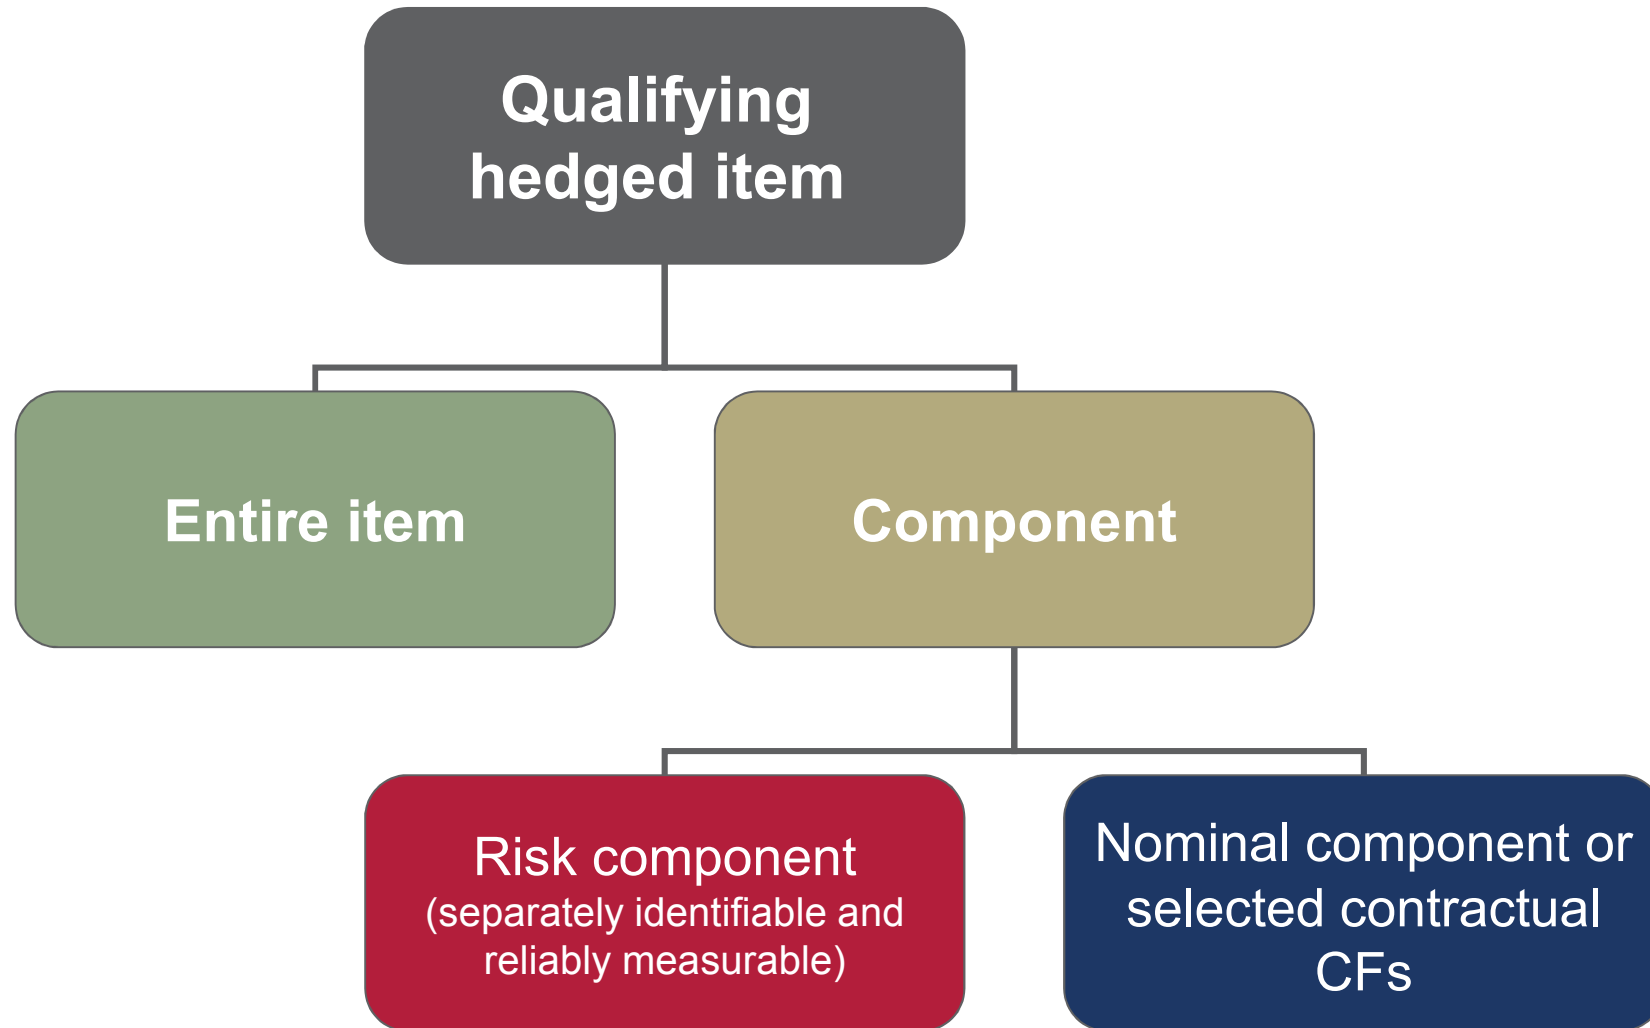 Qualifying
hedged item
Entire item
Component
Risk component
(separately identifiable and
reliably measurable)
Nominal component or
selected contractual
CFs